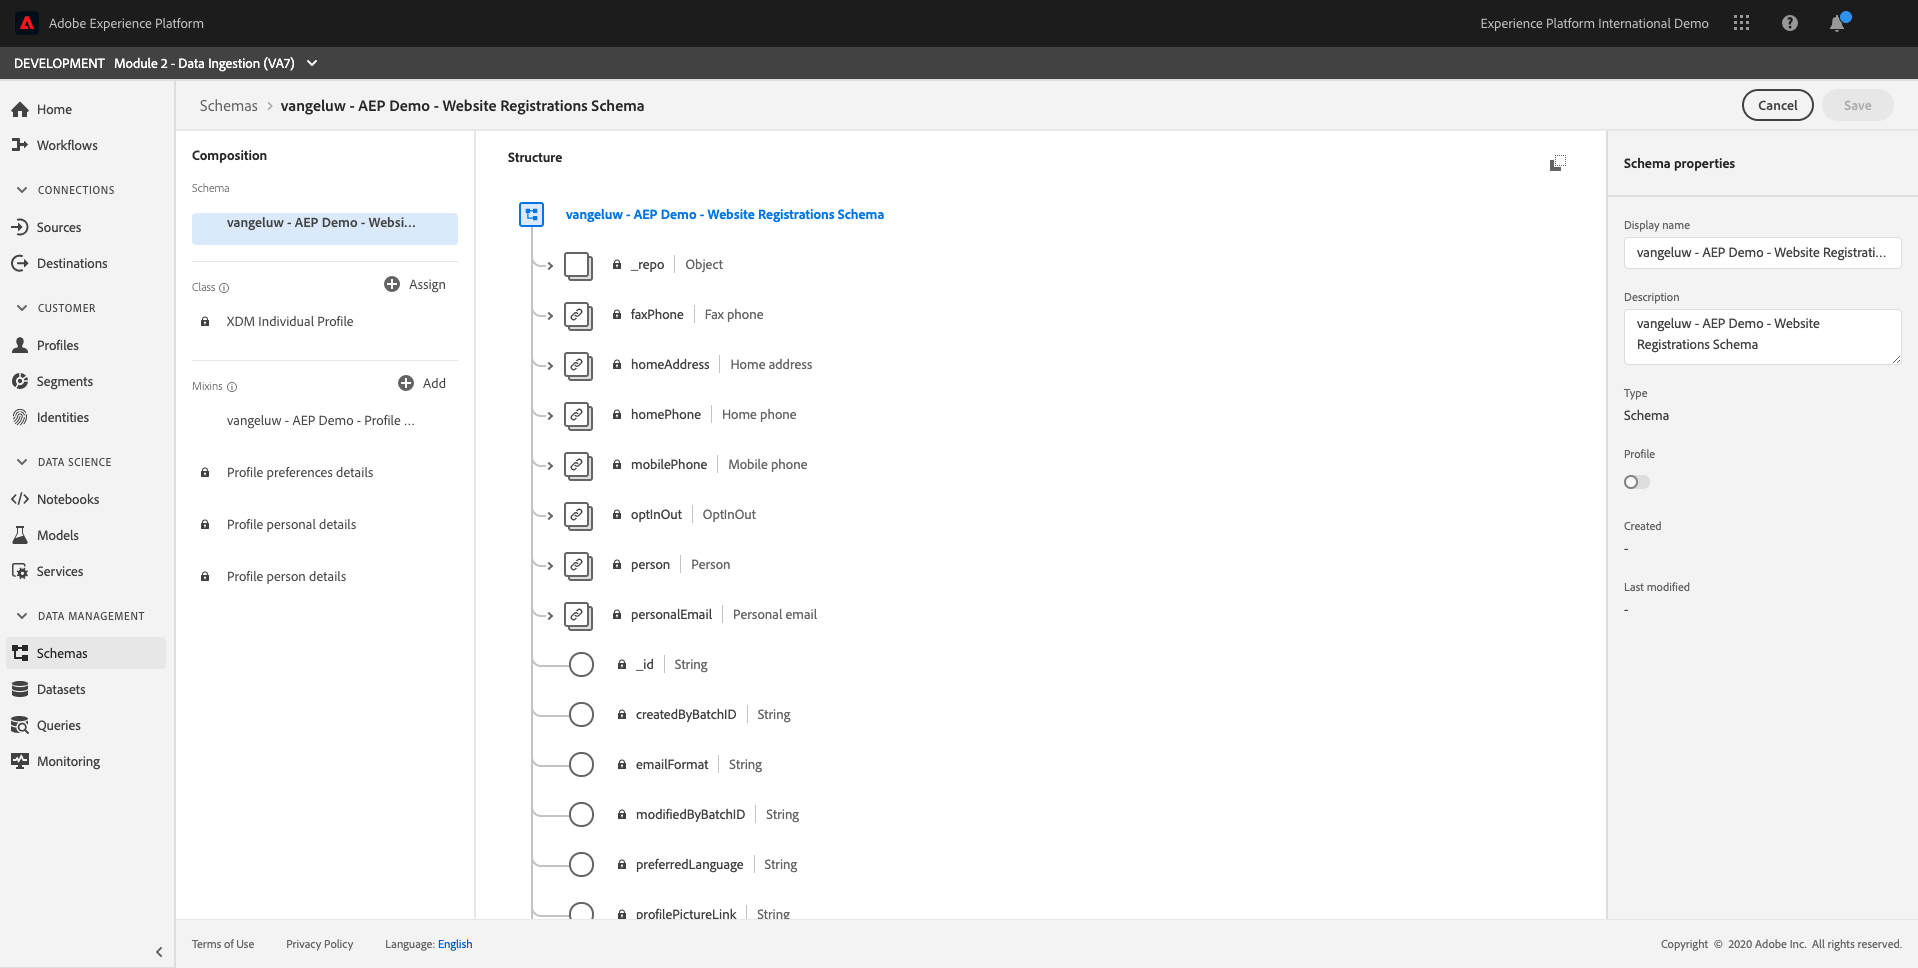 Adobe Experience Platform
Experience Platform International Demo
DEVELOPMENT Module 2 - Data Ingestion (VA7)
Home
Workflows
CONNECTIONS
Sources
Destinations
CUSTOMER
Profiles
Segments
Identities
DATA SCIENCE
Notebooks
Models
Services
DATA MANAGEMENT
Schemas
Datasets
Queries
Monitoring
Schemas > vangeluw - AEP Demo - Website Registrations Schema
Cancel
Save
Composition
Schema
vangeluw - AEP Demo - Websi...
Class
Assign
XDM Individual Profile
Mixins
Add
vangeluw - AEP Demo - Profile ...
Profile preferences details
Profile personal details
Profile person details
Structure
vangeluw - AEP Demo - Website Registrations Schema
_repo | Object
faxPhone | Fax phone
homeAddress | Home address
homePhone | Home phone
mobilePhone | Mobile phone
optInOut | OptInOut
person | Person
personalEmail | Personal email
_id | String
createdByBatchID | String
emailFormat | String
modifiedByBatchID | String
preferredLanguage | String
profilePictureLink | String
Schema properties
Display name
vangeluw - AEP Demo - Website Registrati...
Description
vangeluw - AEP Demo - Website
Registrations Schema
Type
Schema
Profile
Created
-
Last modified
-
Terms of Use
Privacy Policy
Language: English
Copyright © 2020 Adobe Inc. All rights reserved.